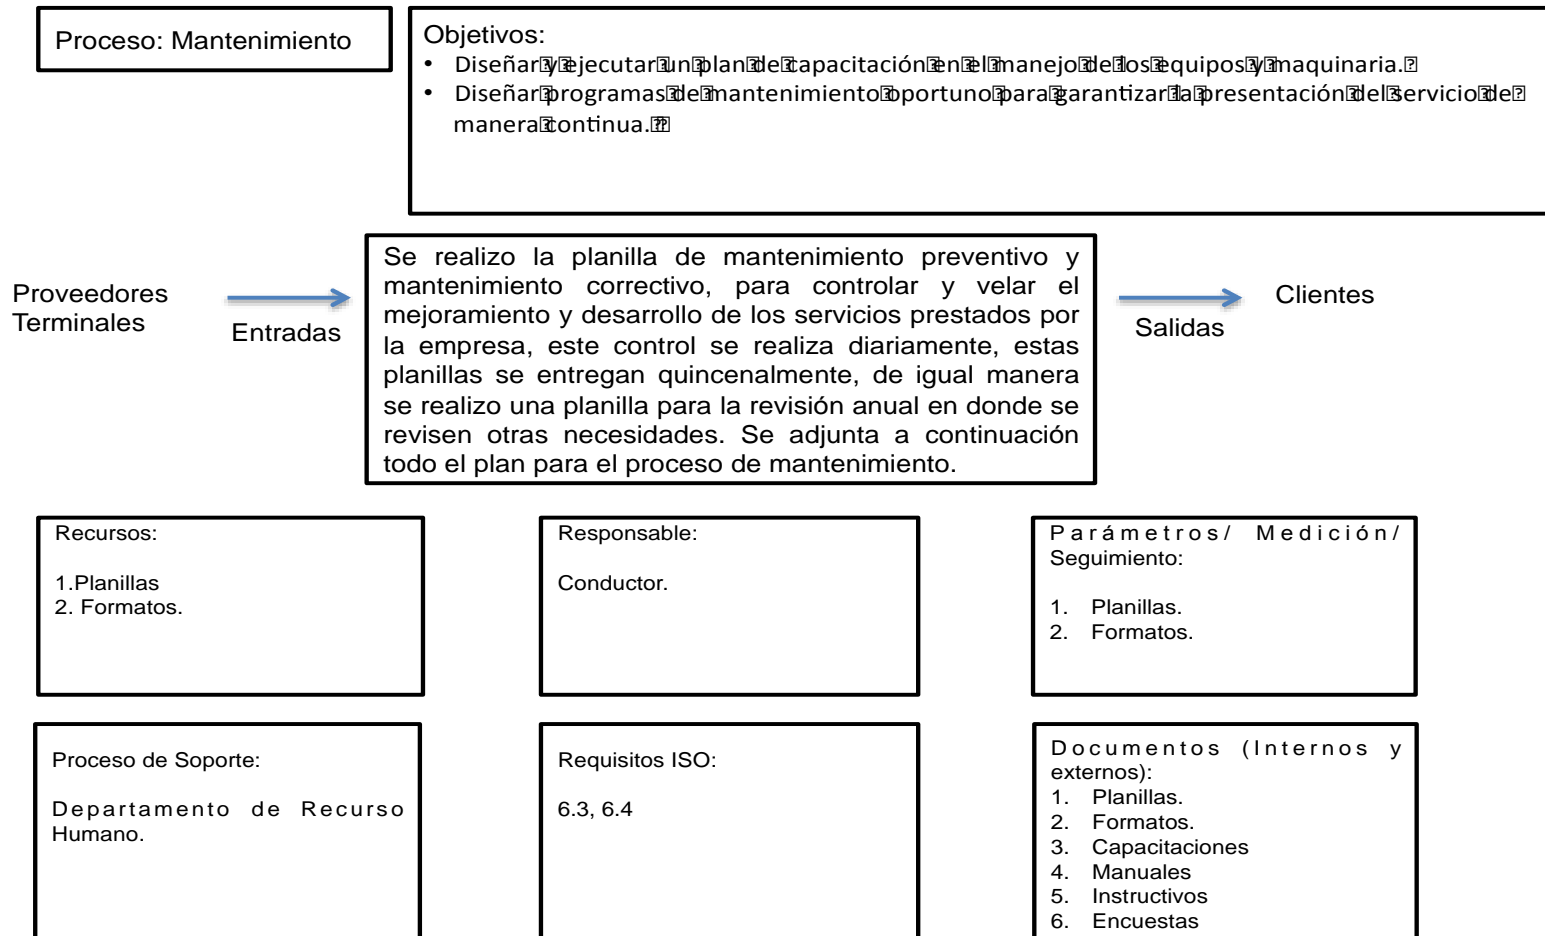 Proceso: Mantenimiento
Objetivos:
• Diseñar y ejecutar un plan de capacitación en el manejo de los equipos y maquinaria.
• Diseñar programas de mantenimiento oportuno para garantizar la presentación del servicio de
manera continua.
Proveedores
Terminales
Entradas
Se realizo la planilla de mantenimiento preventivo y
mantenimiento correctivo, para controlar y velar el
mejoramiento y desarrollo de los servicios prestados por
la empresa, este control se realiza diariamente, estas
planillas se entregan quincenalmente, de igual manera
se realizo una planilla para la revisión anual en donde se
revisen otras necesidades. Se adjunta a continuación
todo el plan para el proceso de mantenimiento.
Salidas
Clientes
Recursos:
1.Planillas
2. Formatos.
Responsable:
Conductor.
Parámetros/ Medición/
Seguimiento:
1. Planillas.
2. Formatos.
Proceso de Soporte:
Departamento de Recurso
Humano.
Requisitos ISO:
6.3, 6.4
Documentos (Internos y
externos):
1. Planillas.
2. Formatos.
3. Capacitaciones
4. Manuales
5. Instructivos
6. Encuestas